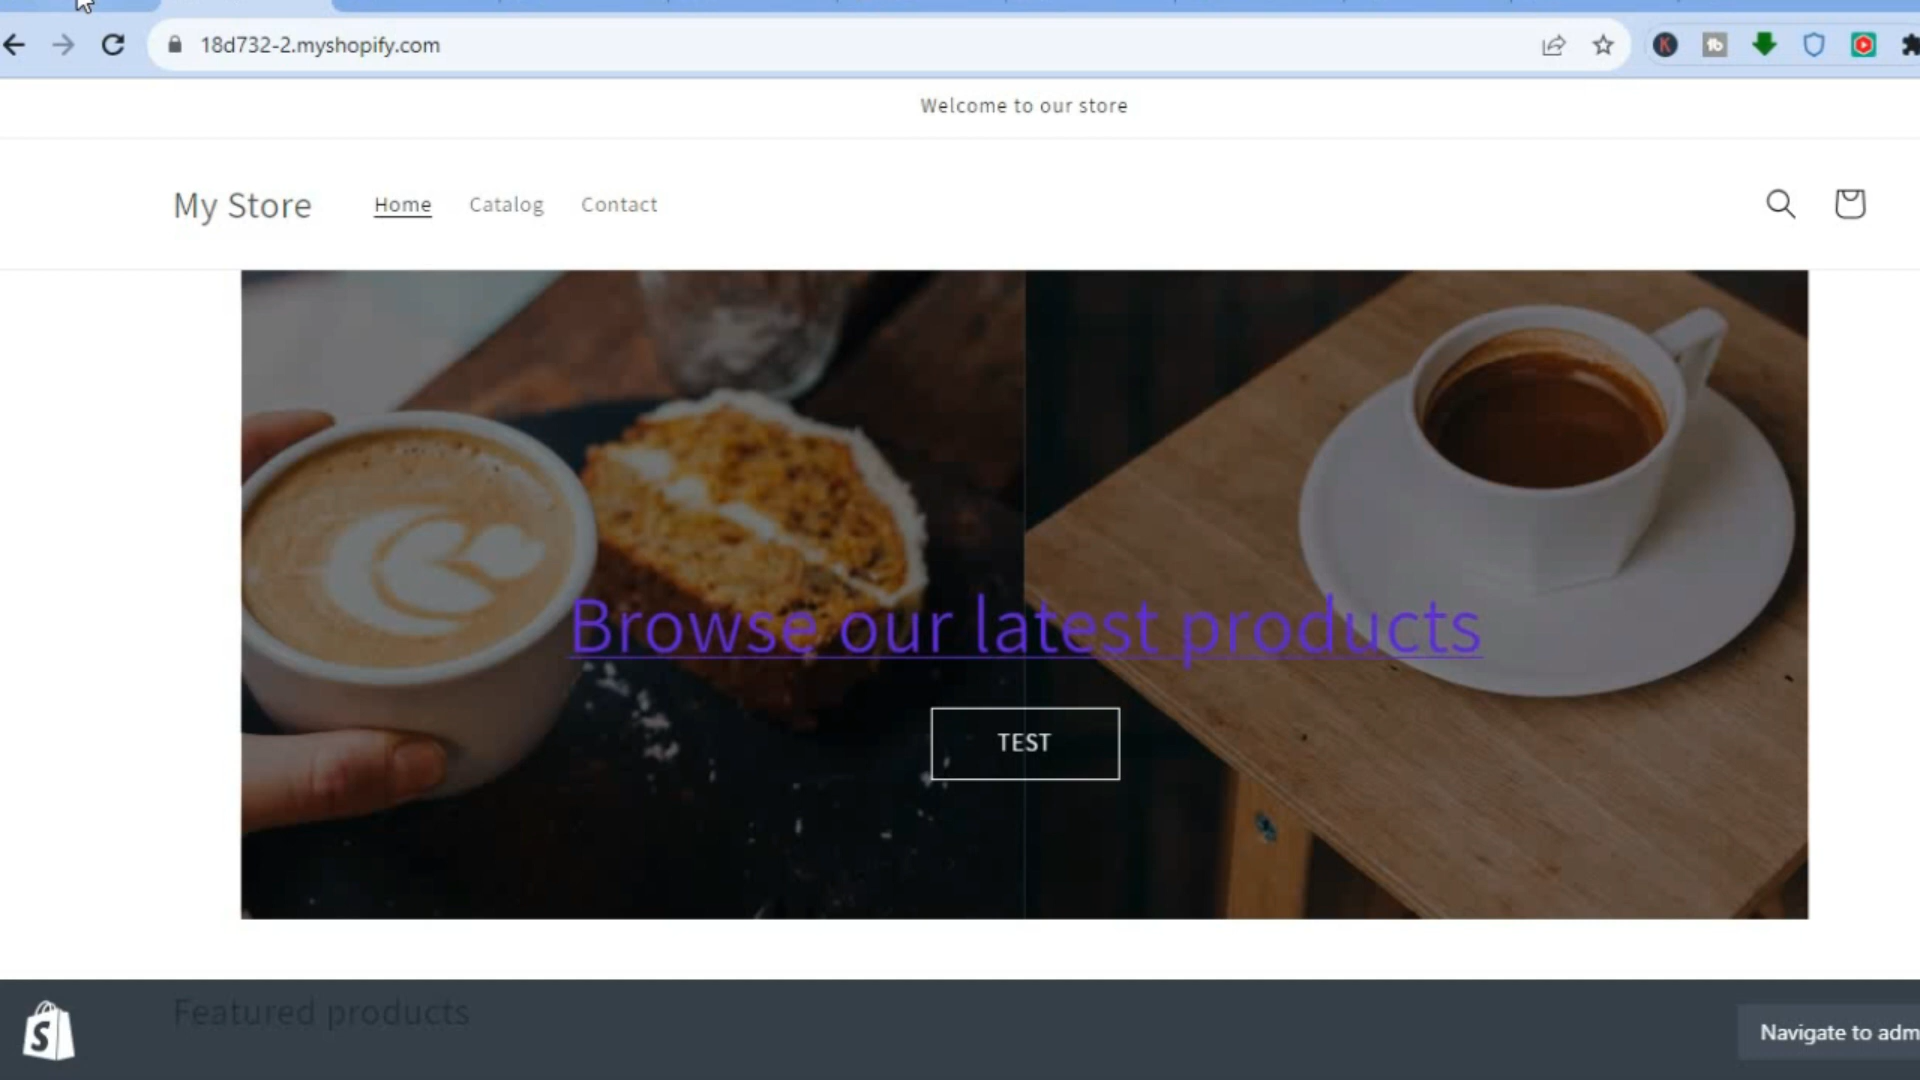 18d732-2.myshopify.com
Welcome to our store
My Store
Home
Catalog
Contact
Browse our latest products
TEST
Featured products
Navigate to adm